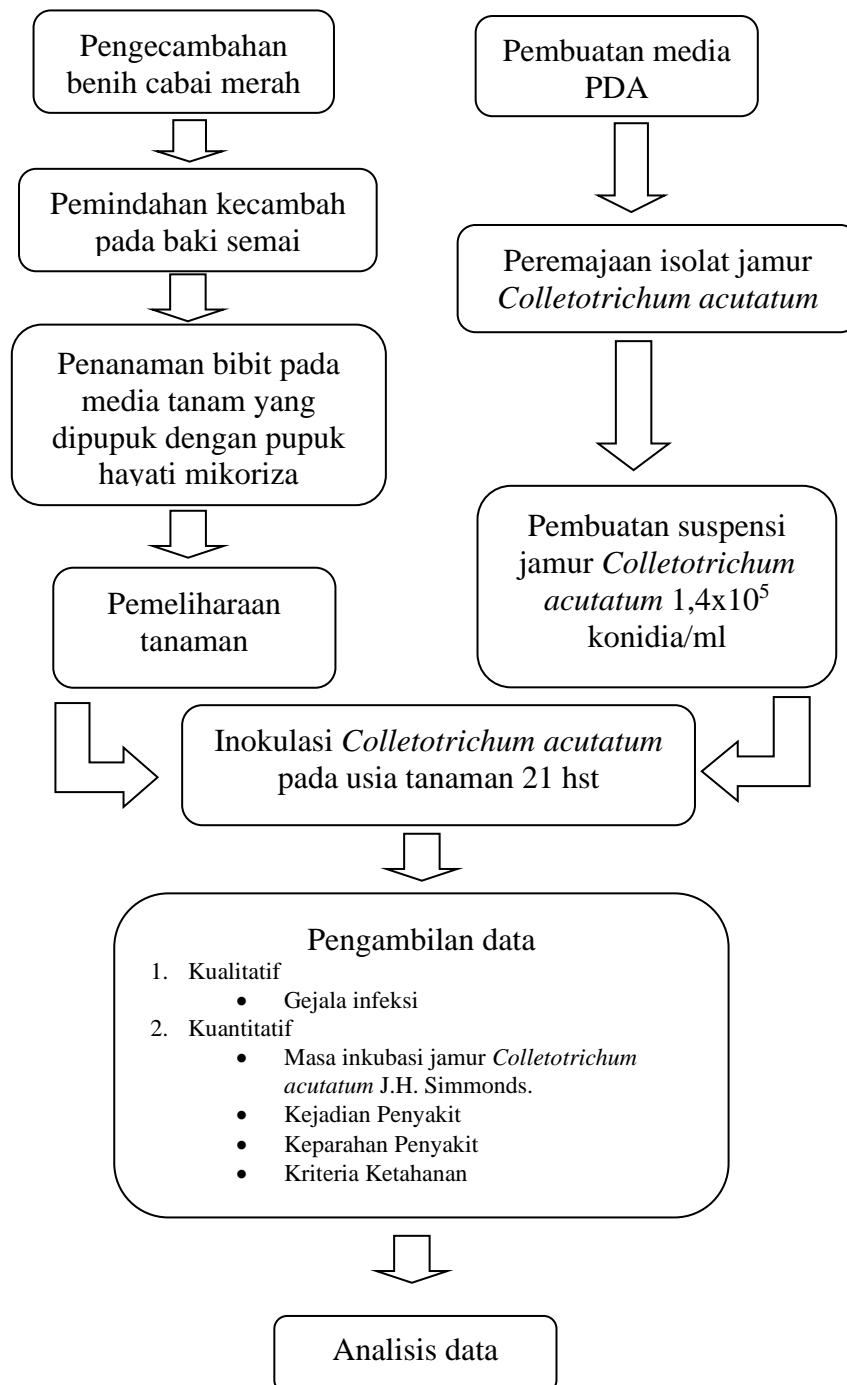 Pengecambahan
benih cabai merah
Pemindahan kecambah
pada baki semai
Penanaman bibit pada
media tanam yang
dipupuk dengan pupuk
hayati mikoriza
Pemeliharaan
tanaman
Pembuatan media
PDA
Peremajaan isolat jamur
Colletotrichum acutatum
Pembuatan suspensi
jamur Colletotrichum
acutatum 1,4x10⁵
konidia/ml
Inokulasi Colletotrichum acutatum
pada usia tanaman 21 hst
Pengambilan data
1. Kualitatif
• Gejala infeksi
2. Kuantitatif
• Masa inkubasi jamur Colletotrichum
acutatum J.H. Simmonds.
• Kejadian Penyakit
• Keparahan Penyakit
• Kriteria Ketahanan
Analisis data